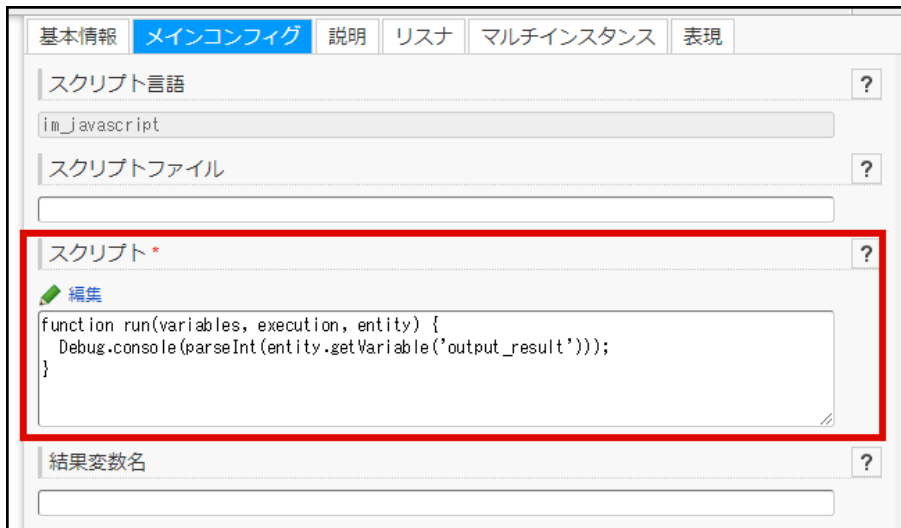 基本情報 メインコンフィグ 説明 リスナ マルチインスタンス 表現
スクリプト言語 ?
im_javascript
スクリプトファイル ?
スクリプト * ?
編集
function run(variables, execution, entity) {
  Debug.console(parseInt(entity.getVariable('output_result')));
}
結果変数名 ?